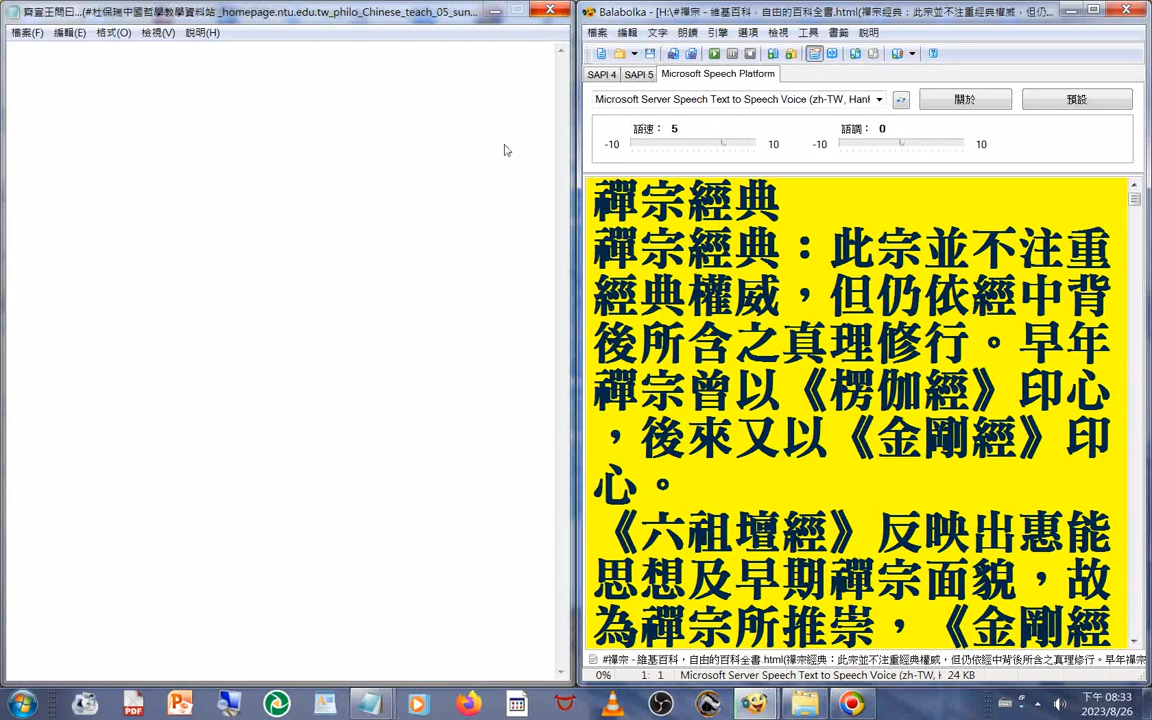 齊宣王問曰...(#杜保瑞中國哲學教學資料站 _homepage.ntu.edu.tw_philo_Chinese_teach_05_sun...
檔案(F) 編輯(E) 格式(O) 檢視(V) 說明(H)
Balabolka - [H:\#禪宗 - 維基百科,自由的百科全書.html(禪宗經典:此宗並不注重經典權威,但仍...
檔案 編輯 文字 朗讀 引擎 選項 檢視 工具 書籤 說明
SAPI 4 SAPI 5 Microsoft Speech Platform
Microsoft Server Speech Text to Speech Voice (zh-TW, Hanl
關於
預設
語速: 5
語調: 0
-10 10 -10 10
禪宗經典
禪宗經典:此宗並不注重
經典權威,但仍依經中背
後所含之真理修行。早年
禪宗曾以《楞伽經》印心
,後來又以《金剛經》印
心。
《六祖壇經》反映出惠能
思想及早期禪宗面貌,故
為禪宗所推崇,《金剛經
#禪宗 - 維基百科,自由的百科全書.html(禪宗經典:此宗並不注重經典權威,但仍依經中背後所含之真理修行。早年禪宗
0% 1: 1 Microsoft Speech Platform: Microsoft Server Speech Text to Speech Voice (zh-TW, H 24 KB
PDF
下午 08:33
2023/8/26